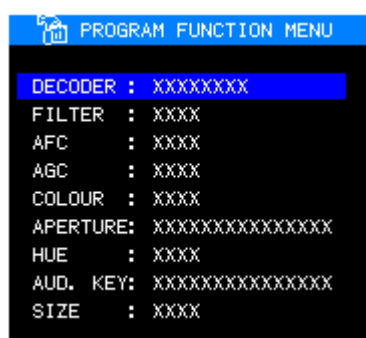 PROGRAM FUNCTION MENU
DECODER : XXXXXXXX
FILTER : XXXX
AFC : XXXX
AGC : XXXX
COLOUR : XXXX
APERTURE: XXXXXXXXXXXXXXX
HUE : XXXX
AUD. KEY: XXXXXXXXXXXXXXX
SIZE : XXXX